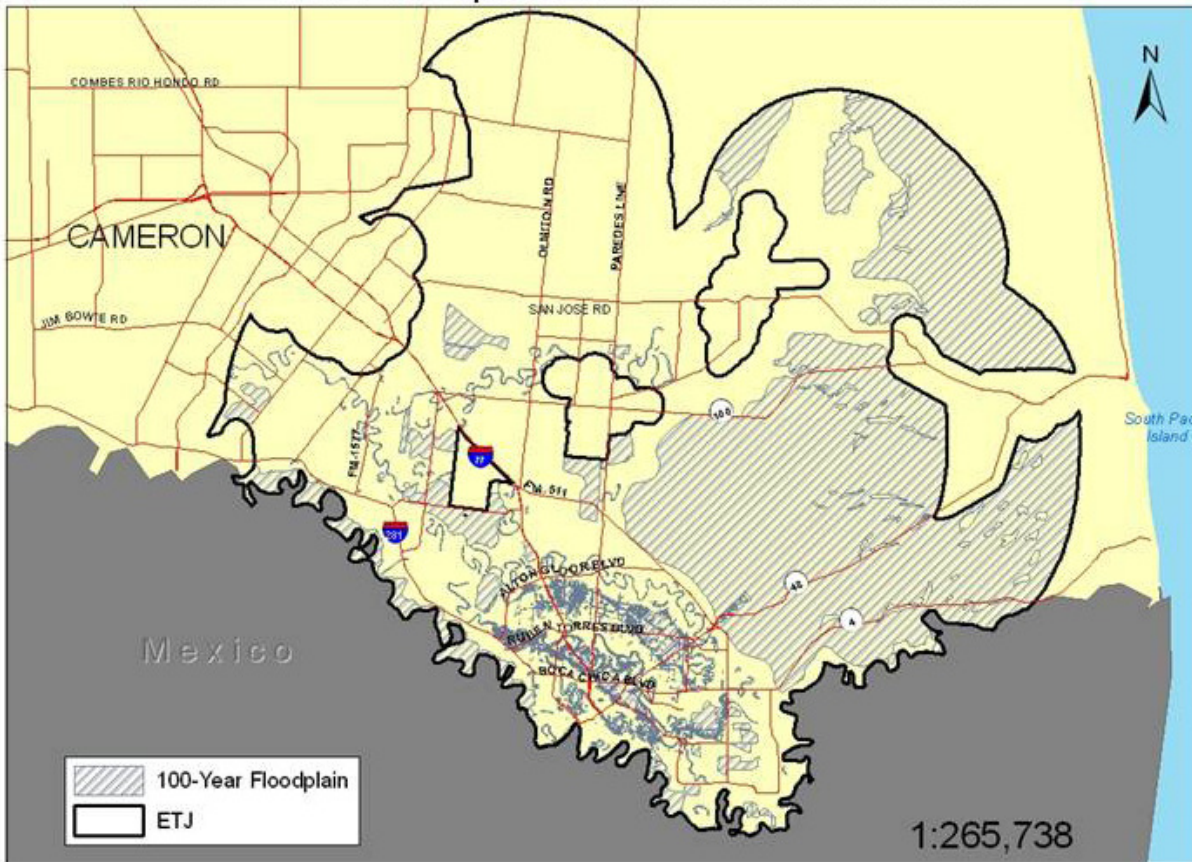 N
COMBES RIO HONDO RD
CAMERON
OLMITO N RD
PAREDES LINE
JIM BOWIE RD
SAN JOSE RD
100
South Pad
Island
FM-1577
77
FM-511
281
ALTON GLOOR BLVD
48
RUBEN TORRES BLVD
4
Mexico
BOCA CHICA BLVD
100-Year Floodplain
ETJ
1:265,738